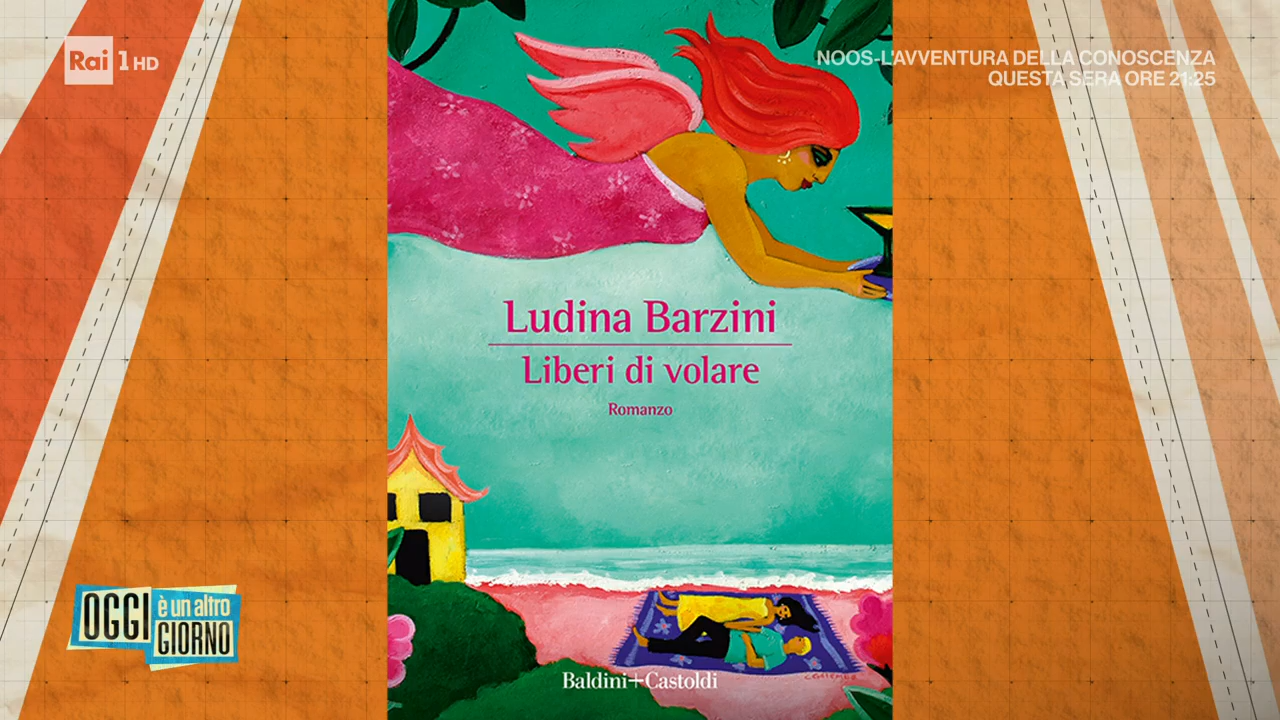 Rai 1 HD
NOOS-L'AVVENTURA DELLA CONOSCENZA
QUESTA SERA ORE 21:25
Ludina Barzini
Liberi di volare
Romanzo
OGGI
è un altro
GIORNO
Baldini+Castoldi